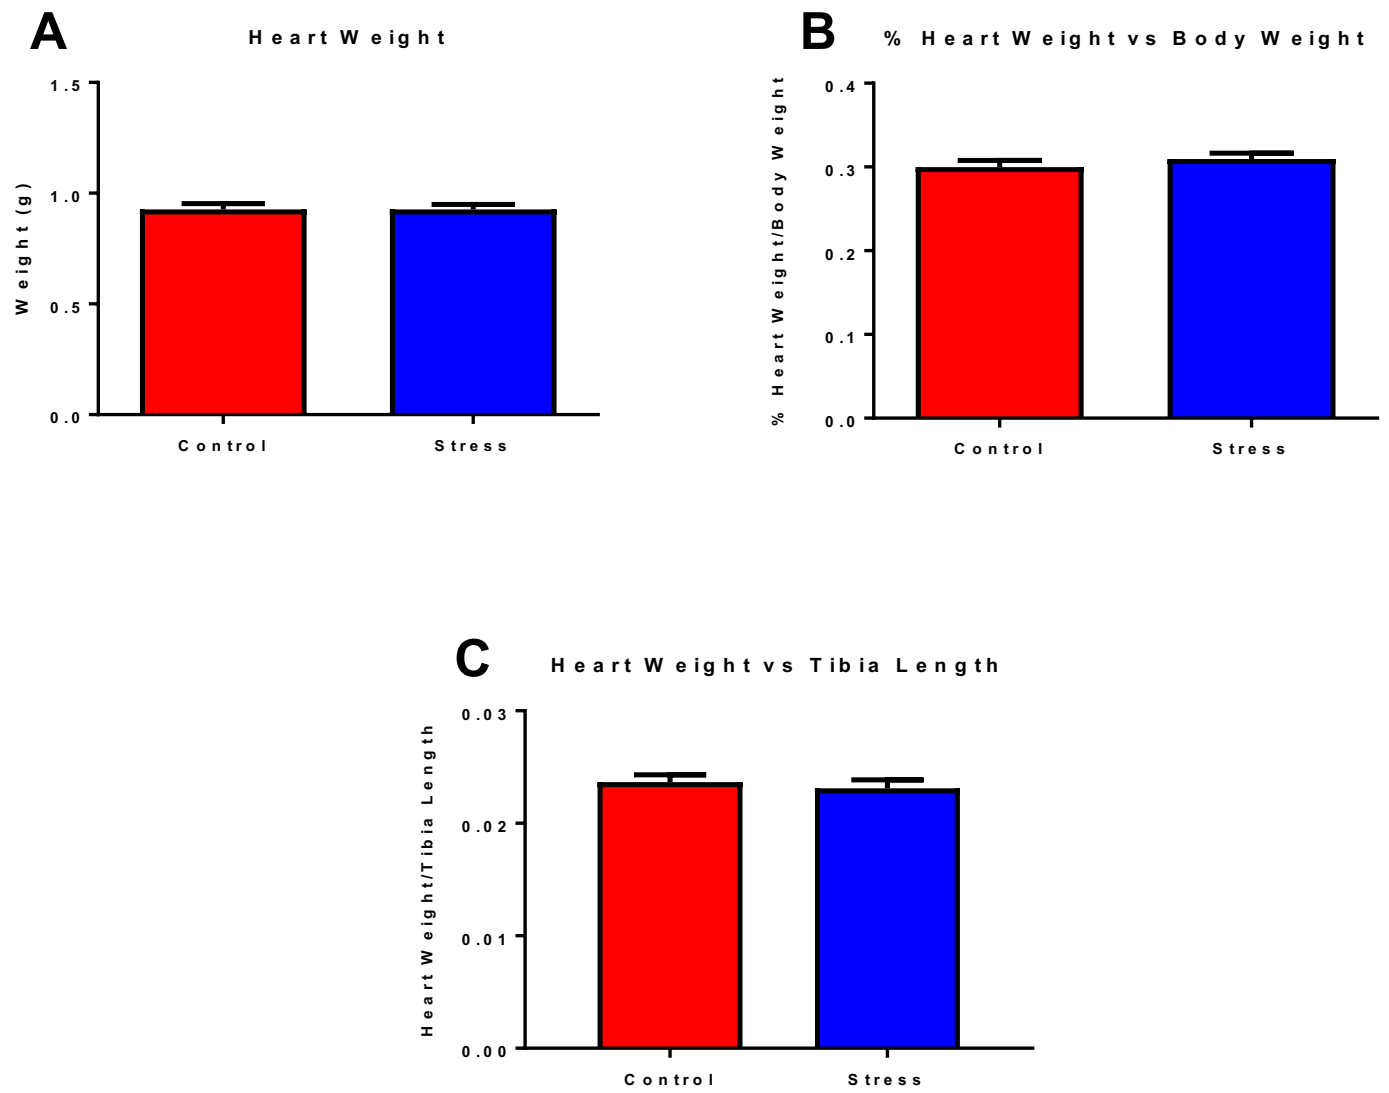 A
Heart Weight
Weight (g)
1.5
1.0
0.5
0.0
Control
Stress
B
% Heart Weight vs Body Weight
% Heart Weight/Body Weight
0.4
0.3
0.2
0.1
0.0
Control
Stress
C
Heart Weight vs Tibia Length
Heart Weight/Tibia Length
0.03
0.02
0.01
0.00
Control
Stress